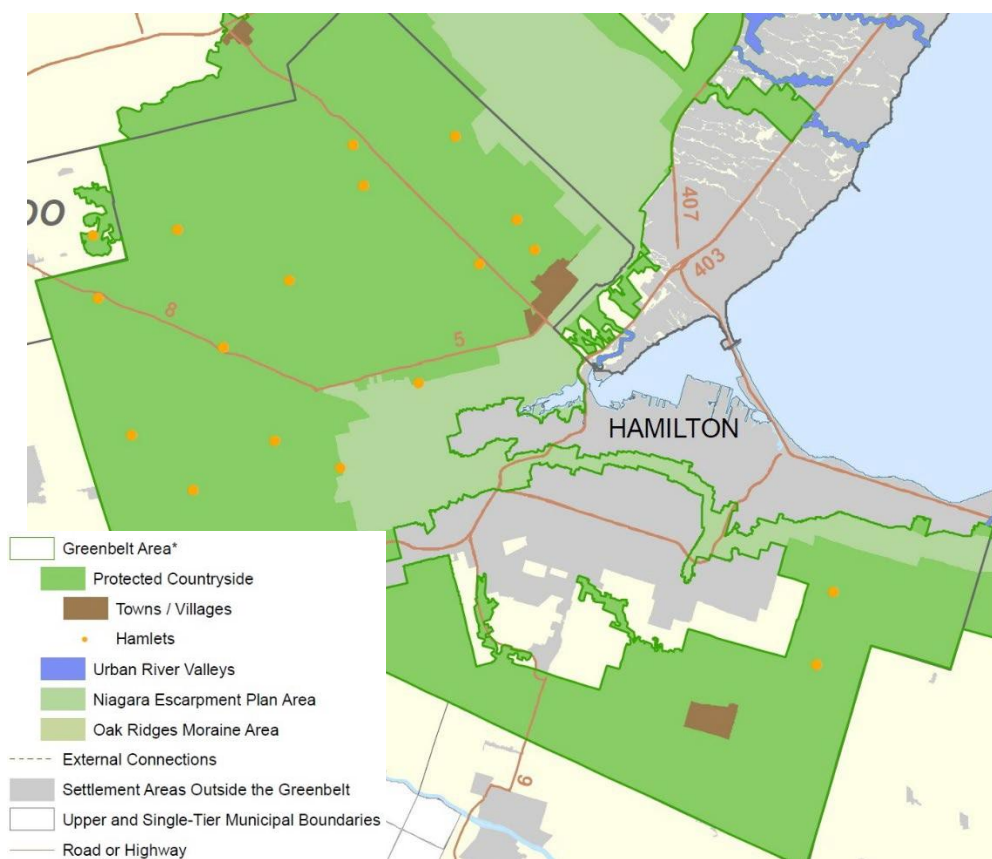 407
403
OO
8
5
HAMILTON
6
Greenbelt Area*
Protected Countryside
Towns / Villages
Hamlets
Urban River Valleys
Niagara Escarpment Plan Area
Oak Ridges Moraine Area
External Connections
Settlement Areas Outside the Greenbelt
Upper and Single-Tier Municipal Boundaries
Road or Highway